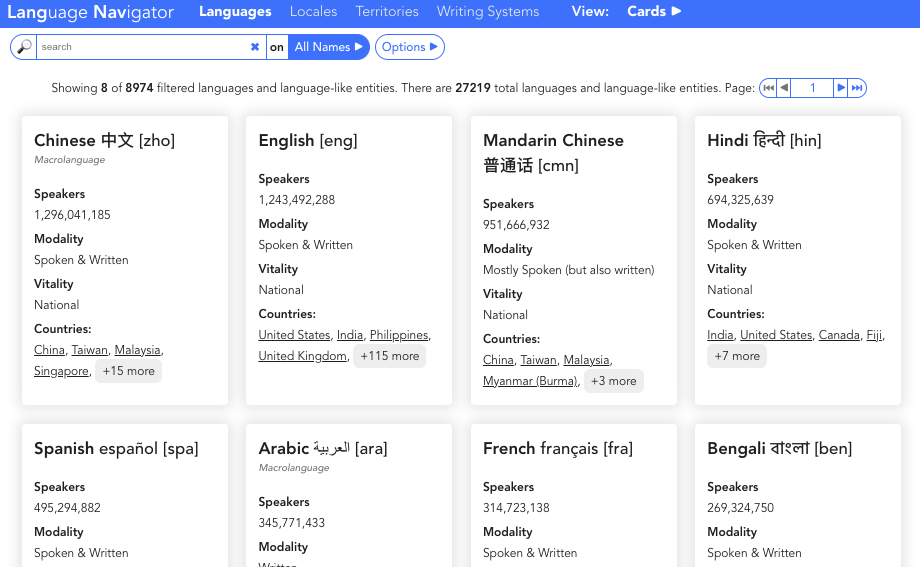 Language Navigator Languages Locales Territories Writing Systems View: Cards ▶
search ✖ on All Names ▶ Options ▶
Showing 8 of 8974 filtered languages and language-like entities. There are 27219 total languages and language-like entities. Page: ⏮ ◀ 1 ▶ ⏭
Chinese 中文 [zho]
Macrolanguage
Speakers
1,296,041,185
Modality
Spoken & Written
Vitality
National
Countries:
China, Taiwan, Malaysia,
Singapore, +15 more
English [eng]
Speakers
1,243,492,288
Modality
Spoken & Written
Vitality
National
Countries:
United States, India, Philippines,
United Kingdom, +115 more
Mandarin Chinese
普通话 [cmn]
Speakers
951,666,932
Modality
Mostly Spoken (but also written)
Vitality
National
Countries:
China, Taiwan, Malaysia,
Myanmar (Burma), +3 more
Hindi हिन्दी [hin]
Speakers
694,325,639
Modality
Spoken & Written
Vitality
National
Countries:
India, United States, Canada, Fiji,
+7 more
Spanish español [spa]
Speakers
495,294,882
Modality
Spoken & Written
Arabic العربية [ara]
Macrolanguage
Speakers
345,771,433
Modality
Written
French français [fra]
Speakers
314,723,138
Modality
Spoken & Written
Bengali বাংলা [ben]
Speakers
269,324,750
Modality
Spoken & Written